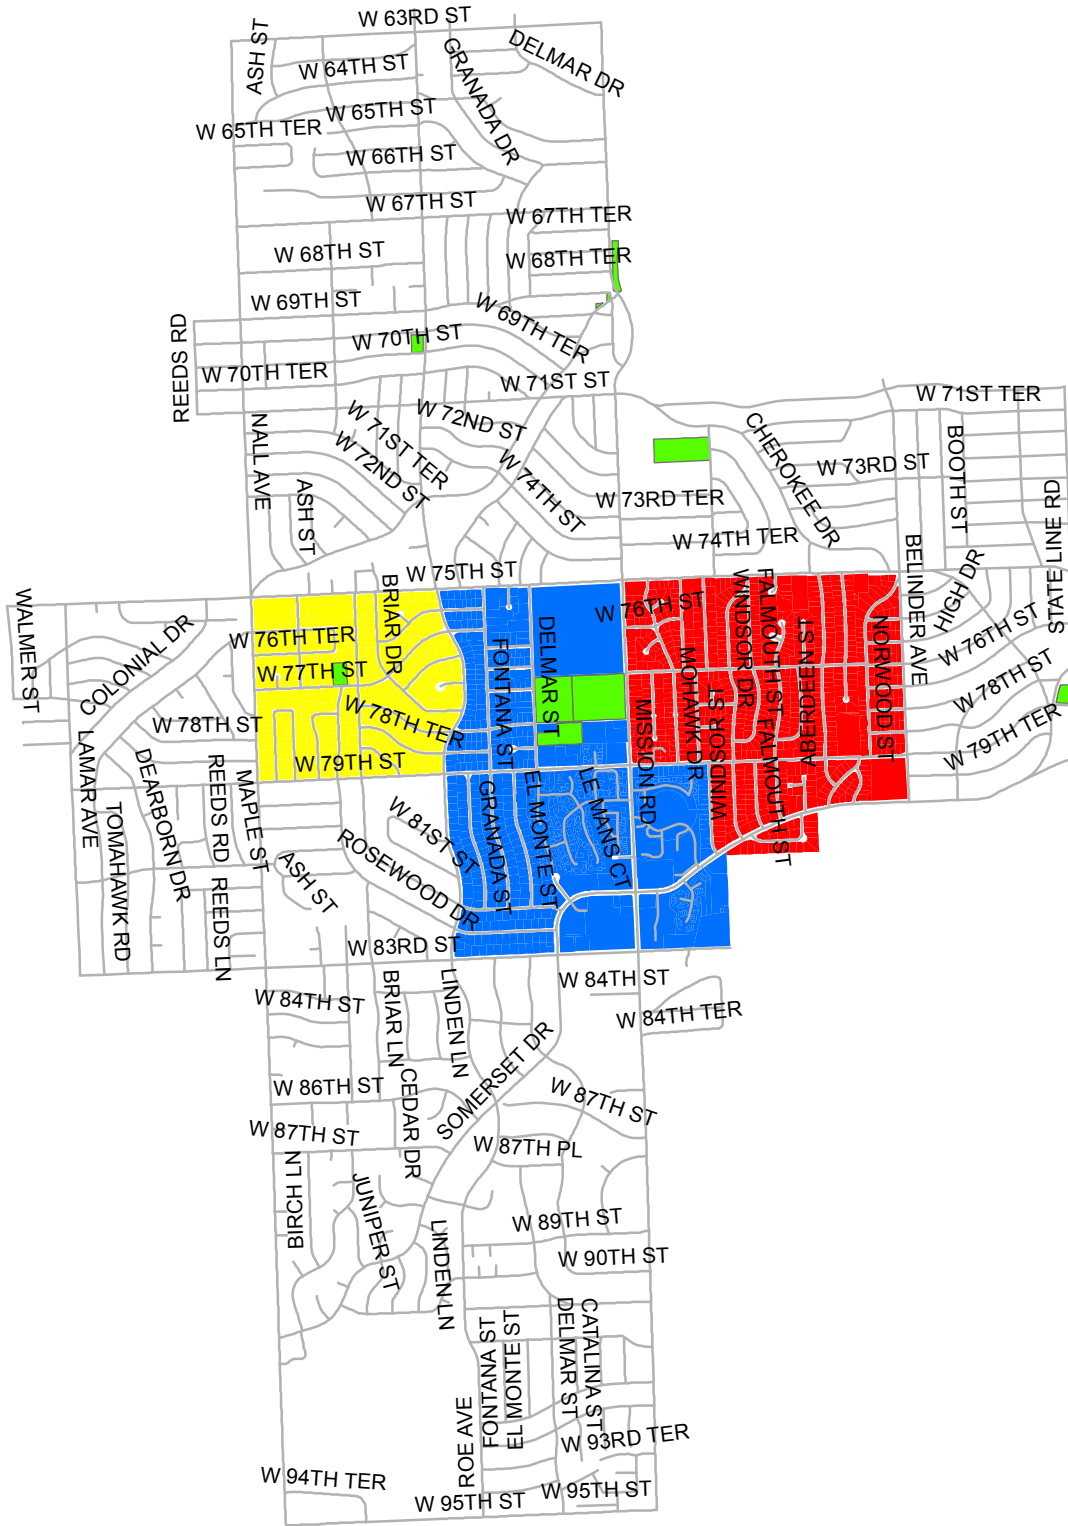 W 63RD ST
ASH ST
GRANADA DR
DELMAR DR
W 64TH ST
W 65TH ST
W 65TH TER
W 66TH ST
W 67TH ST
W 67TH TER
W 68TH ST
W 68TH TER
W 69TH ST
W 69TH TER
REEDS RD
W 70TH ST
W 70TH TER
W 71ST ST
W 71ST TER
NALL AVE
W 71ST TER
W 72ND ST
W 72ND ST
CHEROKEE DR
BOOTH ST
W 73RD ST
W 74TH ST
ASH ST
W 73RD TER
STATE LINE RD
W 74TH TER
BELINDER AVE
HIGH DR
W 75TH ST
WALMER ST
COLONIAL DR
BRIAR DR
W 76TH TER
W 76TH ST
W 76TH ST
FONTANA ST
DELMAR ST
WINDSOR DR
FALMOUTH ST
ABERDEEN ST
NORWOOD ST
W 77TH ST
MOHAWK DR
W 78TH ST
W 78TH ST
W 78TH TER
MISSION RD
WINDSOR ST
FALMOUTH ST
LAMAR AVE
DEARBORN DR
REEDS RD
MAPLE ST
W 79TH ST
W 79TH TER
TOMAHAWK RD
EL MONTE ST
LE MANS CT
GRANADA ST
W 81ST ST
ROSEWOOD DR
ASH ST
REEDS LN
W 83RD ST
BRIAR LN
LINDEN LN
W 84TH ST
W 84TH ST
W 84TH TER
SOMERSET DR
W 86TH ST
CEDAR DR
W 87TH ST
W 87TH ST
W 87TH PL
BIRCH LN
JUNIPER ST
LINDEN LN
W 89TH ST
W 90TH ST
FONTANA ST
EL MONTE ST
DELMAR ST
CATALINA ST
ROE AVE
W 93RD TER
W 94TH TER
W 95TH ST
W 95TH ST